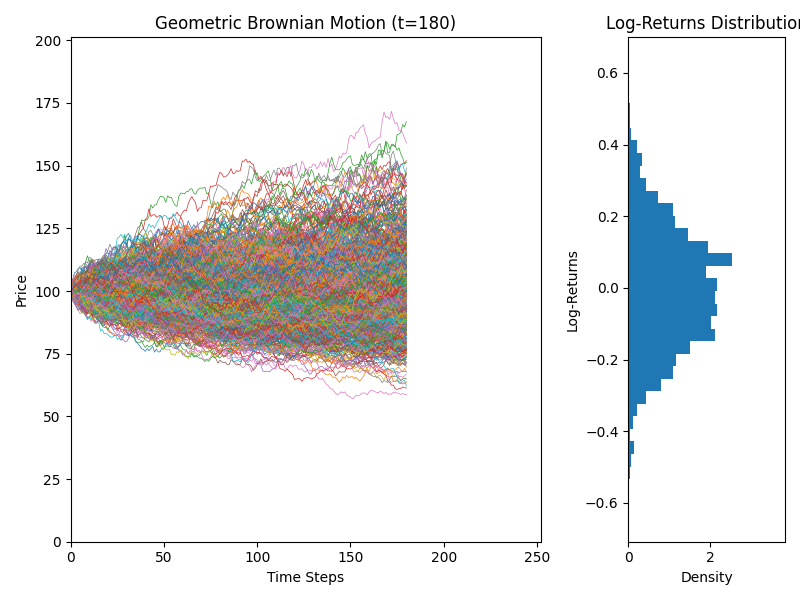 Geometric Brownian Motion (t=180)
Log-Returns Distribution
200
175
150
125
100
75
50
25
0
Price
0 50 100 150 200 250
Time Steps
0.6
0.4
0.2
0.0
−0.2
−0.4
−0.6
Log-Returns
0 2
Density